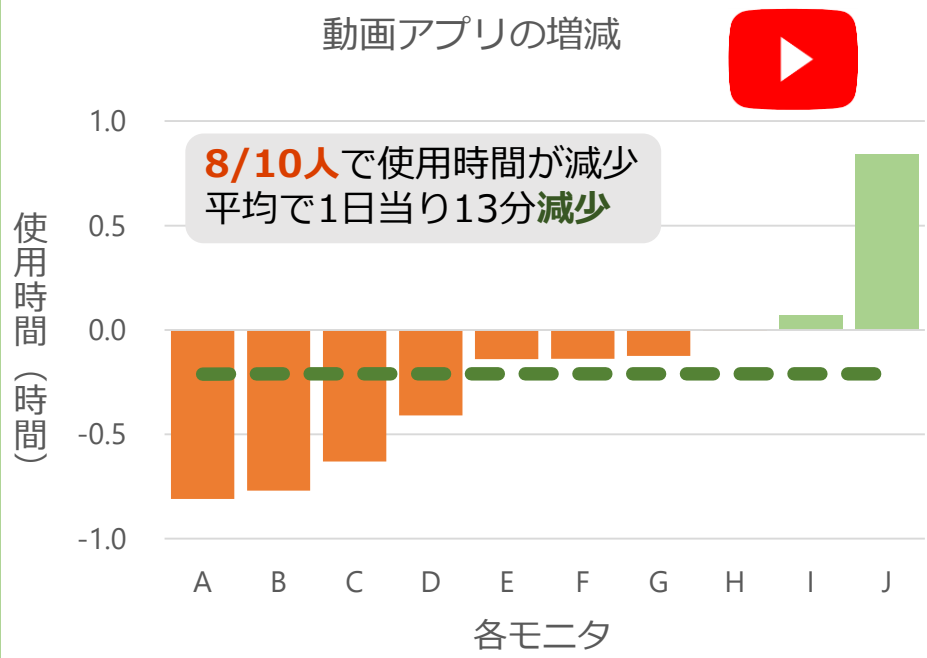 動画アプリの増減
8/10人で使用時間が減少
平均で1日当り13分減少
使用時間（時間）
1.0
0.5
0.0
-0.5
-1.0
A B C D E F G H I J
各モニタ